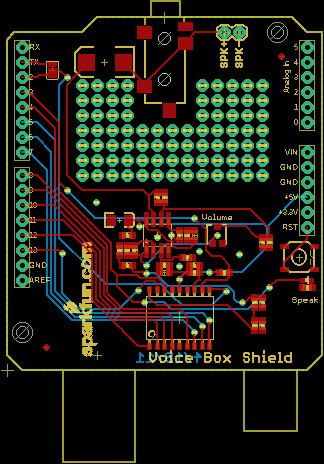 SPK+
SPK-
RX
TX
2
3
4
5
6
7
8
9
10
11
12
13
GND
AREF
5
4
3
2
1
0
Analog In
VIN
GND
GND
+5V
+3.3V
RST
Volume
Speak
sparkfun.com
Voice Box Shield